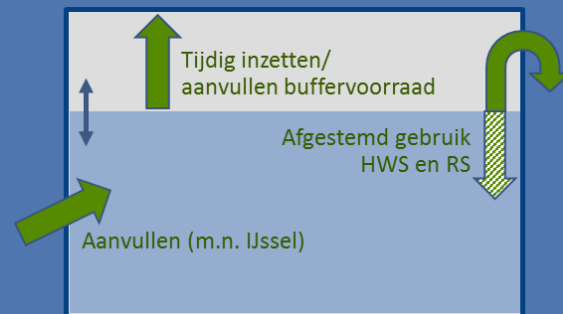 Tijdig inzetten/
aanvullen buffervoorraad
Afgestemd gebruik
HWS en RS
Aanvullen (m.n. IJssel)